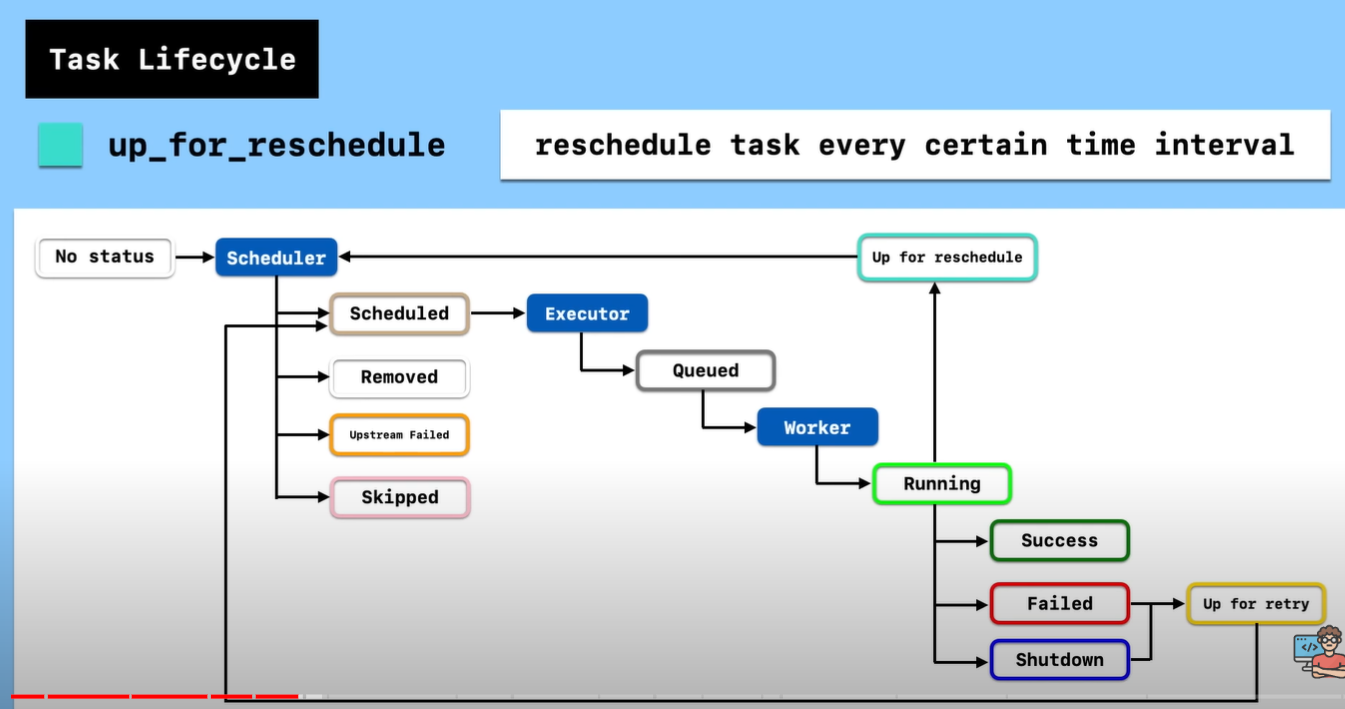 Task Lifecycle
up_for_reschedule
reschedule task every certain time interval
No status
Scheduler
Up for reschedule
Scheduled
Executor
Removed
Queued
Upstream Failed
Worker
Skipped
Running
Success
Failed
Up for retry
Shutdown